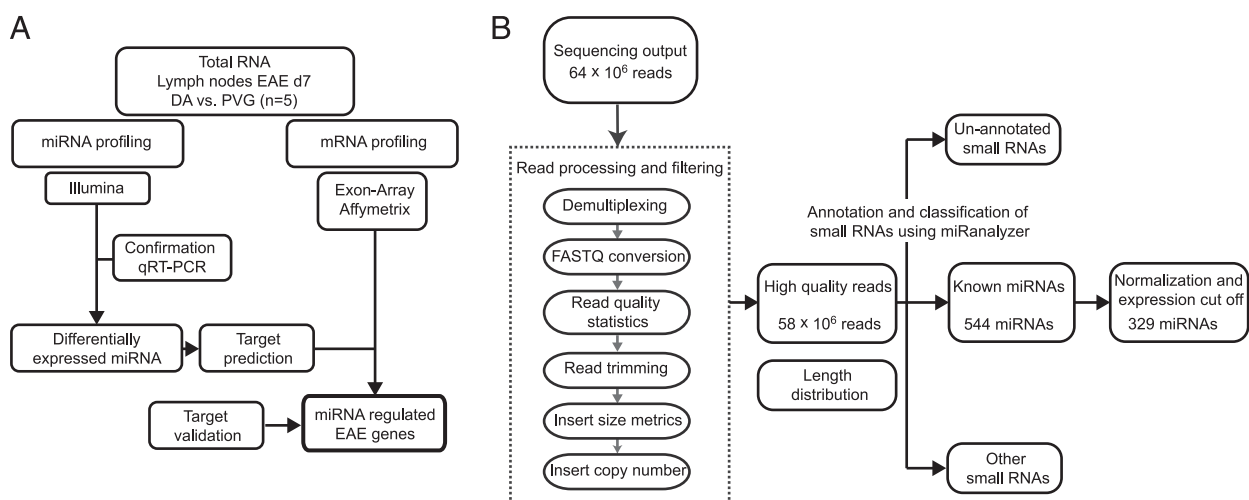 A
Total RNA
Lymph nodes EAE d7
DA vs. PVG (n=5)
miRNA profiling
mRNA profiling
Illumina
Exon-Array
Affymetrix
Confirmation
qRT-PCR
Differentially
expressed miRNA
Target
prediction
Target
validation
miRNA regulated
EAE genes
B
Sequencing output
64 x 10⁶ reads
Read processing and filtering
Demultiplexing
FASTQ conversion
Read quality
statistics
Read trimming
Insert size metrics
Insert copy number
High quality reads
58 x 10⁶ reads
Length
distribution
Un-annotated
small RNAs
Annotation and classification of
small RNAs using miRanalyzer
Known miRNAs
544 miRNAs
Normalization and
expression cut off
329 miRNAs
Other
small RNAs